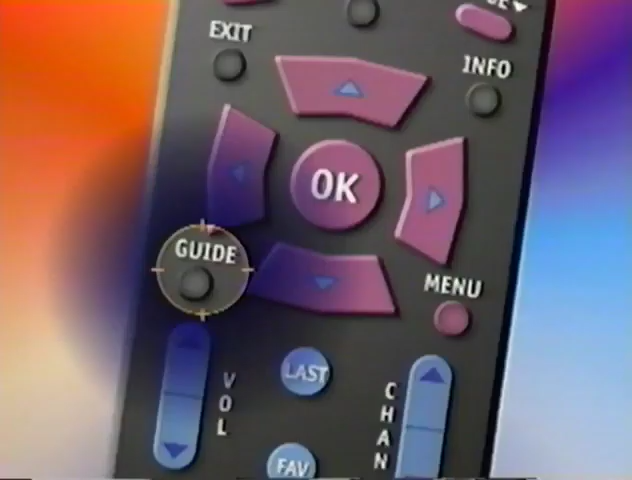 EXIT
INFO
OK
GUIDE
MENU
VOL
LAST
CHAN
FAV